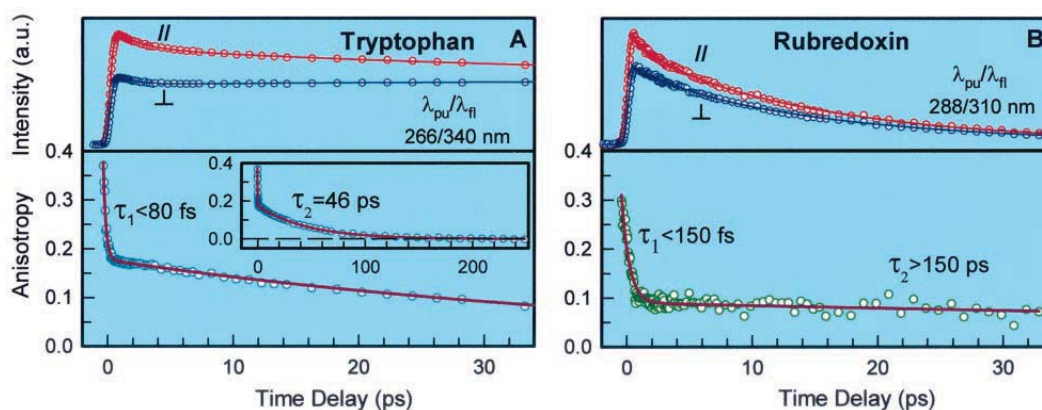 Tryptophan A
//
⊥
λpu/λfl
266/340 nm
Intensity (a.u.)
0.4
0.3
0.2
0.1
0.0
Anisotropy
τ1<80 fs
0.4
0.2
0.0
τ2=46 ps
0 100 200
0 10 20 30
Time Delay (ps)
Rubredoxin B
//
⊥
λpu/λfl
288/310 nm
Intensity (a.u.)
0.4
0.3
0.2
0.1
0.0
Anisotropy
τ1<150 fs
τ2>150 ps
0 10 20 30
Time Delay (ps)